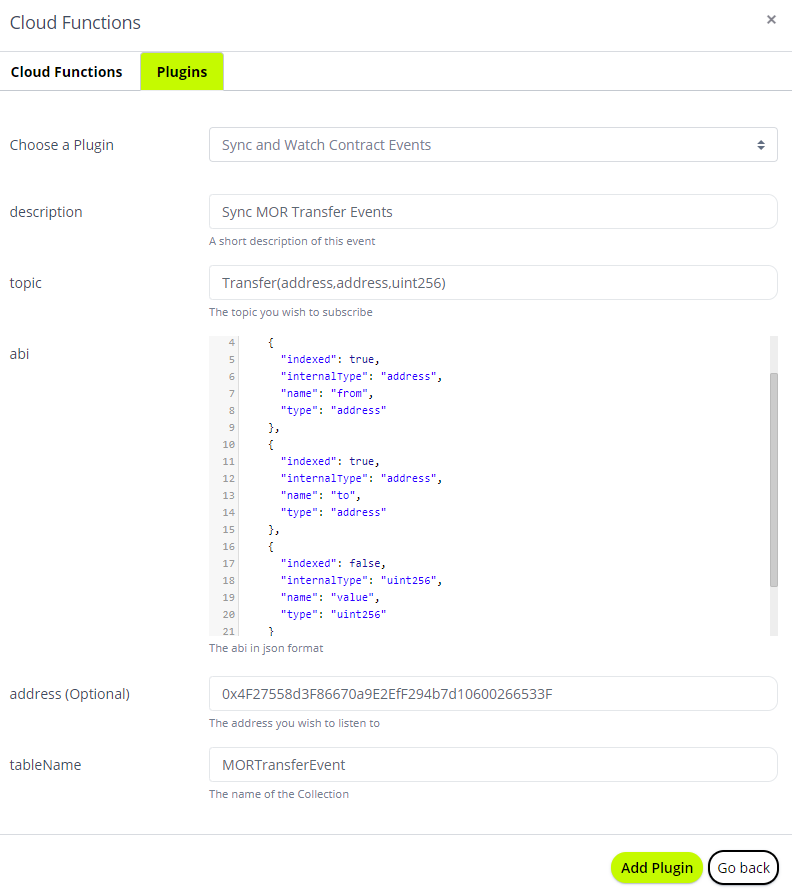 Cloud Functions
×
Cloud Functions Plugins
Choose a Plugin Sync and Watch Contract Events
description Sync MOR Transfer Events
A short description of this event
topic Transfer(address,address,uint256)
The topic you wish to subscribe
abi
4 {
5 "indexed": true,
6 "internalType": "address",
7 "name": "from",
8 "type": "address"
9 },
10 {
11 "indexed": true,
12 "internalType": "address",
13 "name": "to",
14 "type": "address"
15 },
16 {
17 "indexed": false,
18 "internalType": "uint256",
19 "name": "value",
20 "type": "uint256"
21 }
The abi in json format
address (Optional) 0x4F27558d3F86670a9E2EfF294b7d10600266533F
The address you wish to listen to
tableName MORTransferEvent
The name of the Collection
Add Plugin Go back